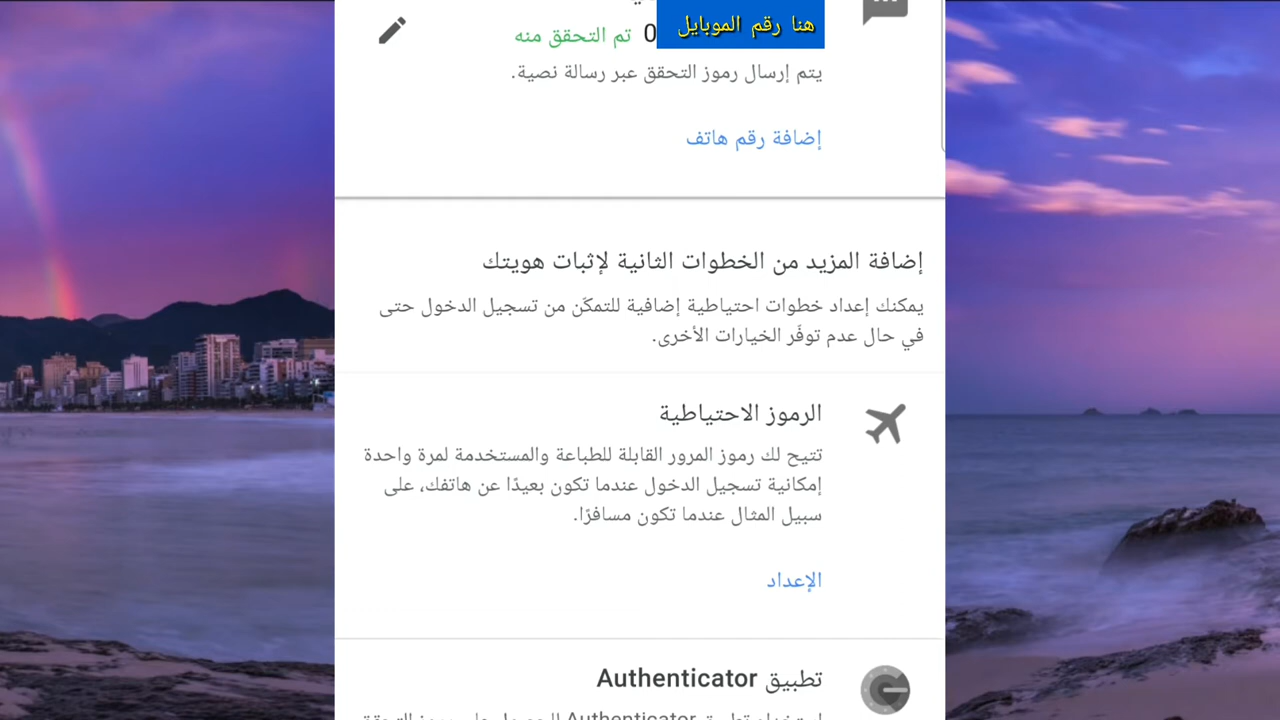 هنا رقم الموبايل
0 تم التحقق منه
يتم إرسال رموز التحقق عبر رسالة نصية.
إضافة رقم هاتف
إضافة المزيد من الخطوات الثانية لإثبات هويتك
يمكنك إعداد خطوات احتياطية إضافية للتمكّن من تسجيل الدخول حتى
في حال عدم توفّر الخيارات الأخرى.
الرموز الاحتياطية
تتيح لك رموز المرور القابلة للطباعة والمستخدمة لمرة واحدة
إمكانية تسجيل الدخول عندما تكون بعيدًا عن هاتفك، على
سبيل المثال عندما تكون مسافرًا.
الإعداد
تطبيق Authenticator